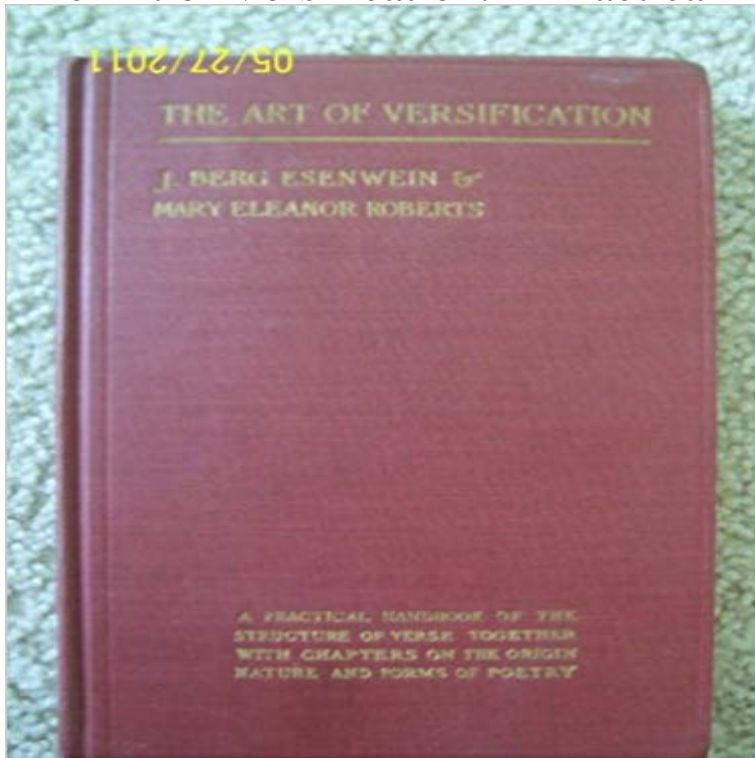 05/27/2011
THE ART OF VERSIFICATION
J. BERG ESENWEIN &
MARY ELEANOR ROBERTS
A PRACTICAL HANDBOOK OF THE
STRUCTURE OF VERSE TOGETHER
WITH CHAPTERS ON THE ORIGIN
NATURE AND FORMS OF POETRY